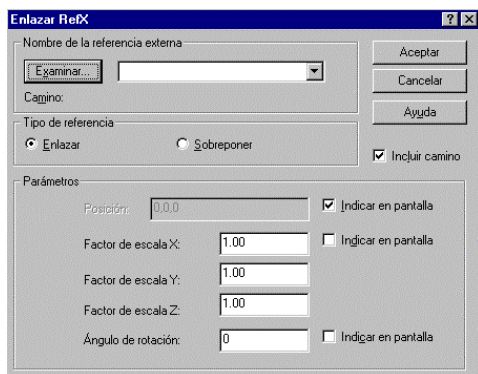 Enlazar RefX
Nombre de la referencia externa
Examinar...
Camino:
Aceptar
Cancelar
Ayuda
Tipo de referencia
Enlazar
Sobreponer
Incluir camino
Parámetros
Posición: 0,0,0 Indicar en pantalla
Factor de escala X: 1.00 Indicar en pantalla
Factor de escala Y: 1.00
Factor de escala Z: 1.00
Ángulo de rotación: 0 Indicar en pantalla